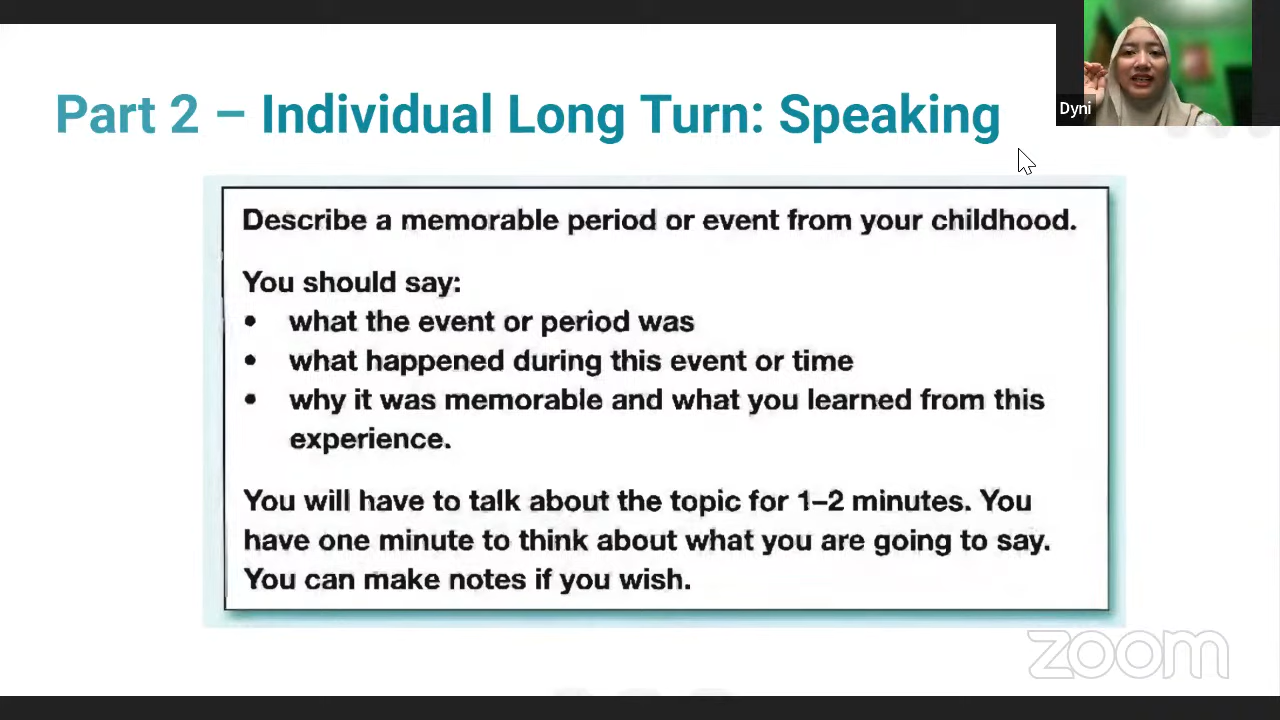 Part 2 – Individual Long Turn: Speaking
Dyni
Describe a memorable period or event from your childhood.
You should say:
• what the event or period was
• what happened during this event or time
• why it was memorable and what you learned from this
experience.
You will have to talk about the topic for 1–2 minutes. You
have one minute to think about what you are going to say.
You can make notes if you wish.
zoom